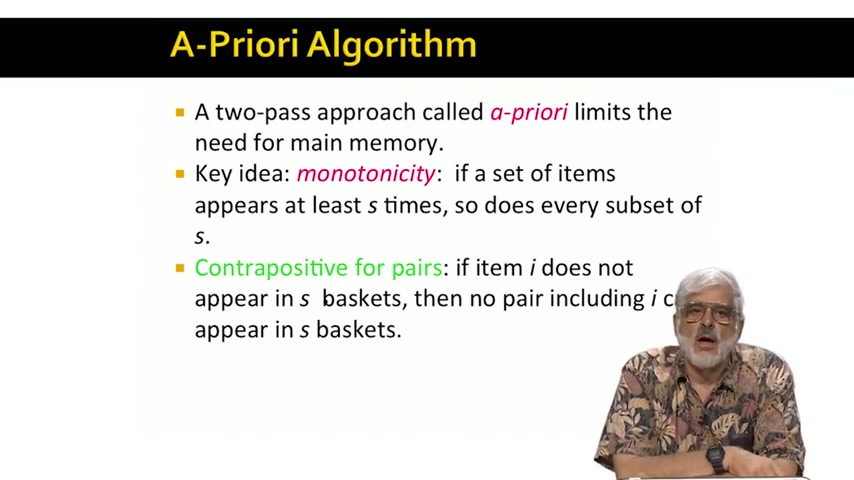 A-Priori Algorithm
A two-pass approach called a-priori limits the
need for main memory.
Key idea: monotonicity: if a set of items
appears at least s times, so does every subset of
s.
Contrapositive for pairs: if item i does not
appear in s baskets, then no pair including i
appear in s baskets.